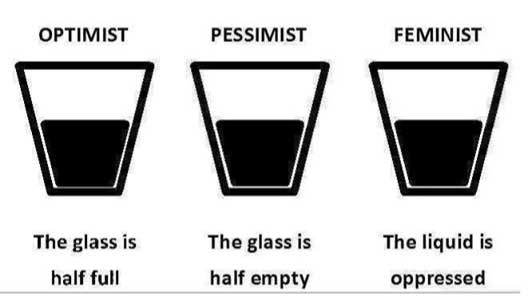 OPTIMIST PESSIMIST FEMINIST
The glass is The glass is The liquid is
half full half empty oppressed